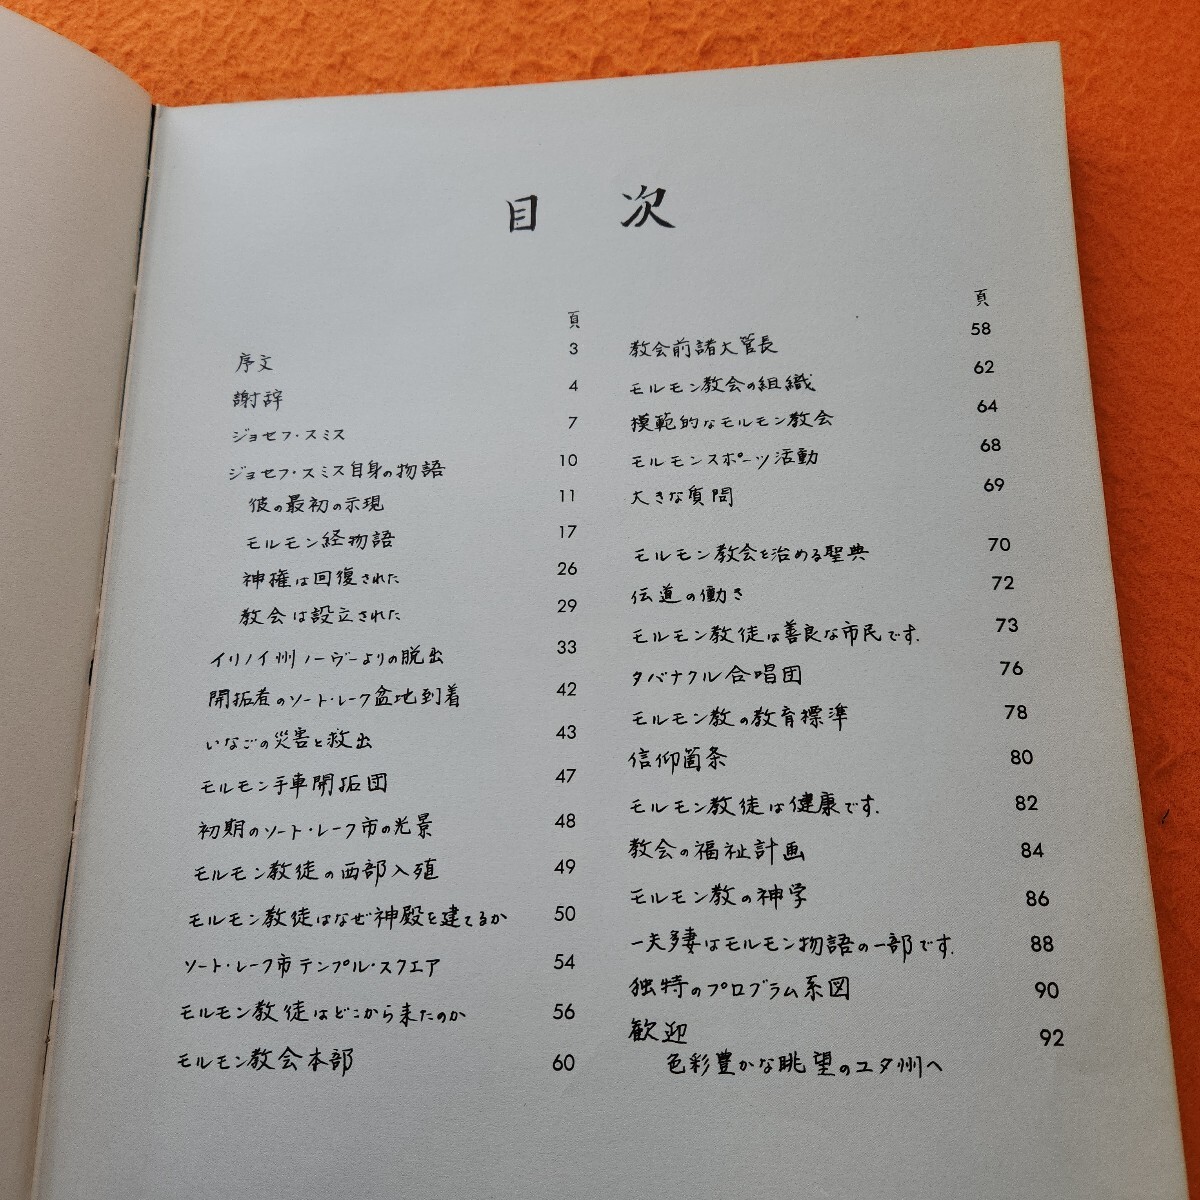 目次
頁
序文 3
謝辞 4
ジョセフ・スミス 7
ジョセフ・スミス自身の物語 10
彼の最初の示現 11
モルモン経物語 17
神権は回復された 26
教会は設立された 29
イリノイ州ノーヴーよりの脱出 33
開拓者のソート・レーク盆地到着 42
いなごの災害と救出 43
モルモン手車開拓団 47
初期のソート・レーク市の光景 48
モルモン教徒の西部入殖 49
モルモン教徒はなぜ神殿を建てるか 50
ソート・レーク市テンプル・スクエア 54
モルモン教徒はどこから来たのか 56
モルモン教会本部 60
頁
教会前諸大管長 58
モルモン教会の組織 62
模範的なモルモン教会 64
モルモンスポーツ活動 68
大きな質問 69
モルモン教会を治める聖典 70
伝道の働き 72
モルモン教徒は善良な市民です. 73
タバナクル合唱団 76
モルモン教の教育標準 78
信仰箇条 80
モルモン教徒は健康です. 82
教会の福祉計画 84
モルモン教の神学 86
一夫多妻はモルモン物語の一部です. 88
独特のプログラム系図 90
歓迎 92
色彩豊かな眺望のユタ州へ